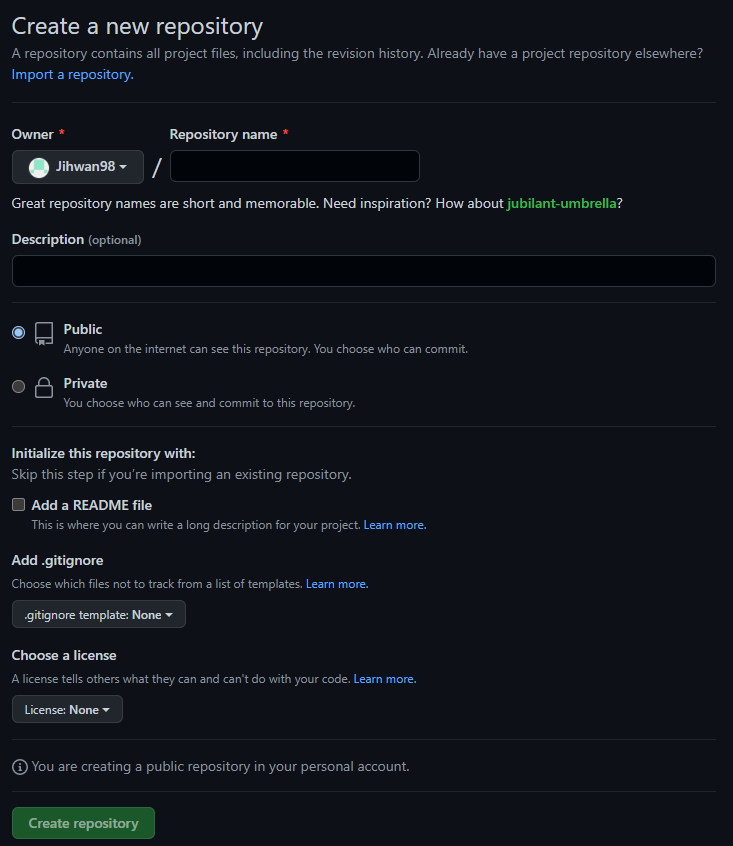 Create a new repository
A repository contains all project files, including the revision history. Already have a project repository elsewhere?
Import a repository.
Owner * Repository name *
Jihwan98 /
Great repository names are short and memorable. Need inspiration? How about jubilant-umbrella?
Description (optional)
Public
Anyone on the internet can see this repository. You choose who can commit.
Private
You choose who can see and commit to this repository.
Initialize this repository with:
Skip this step if you're importing an existing repository.
Add a README file
This is where you can write a long description for your project. Learn more.
Add .gitignore
Choose which files not to track from a list of templates. Learn more.
.gitignore template: None
Choose a license
A license tells others what they can and can't do with your code. Learn more.
License: None
You are creating a public repository in your personal account.
Create repository